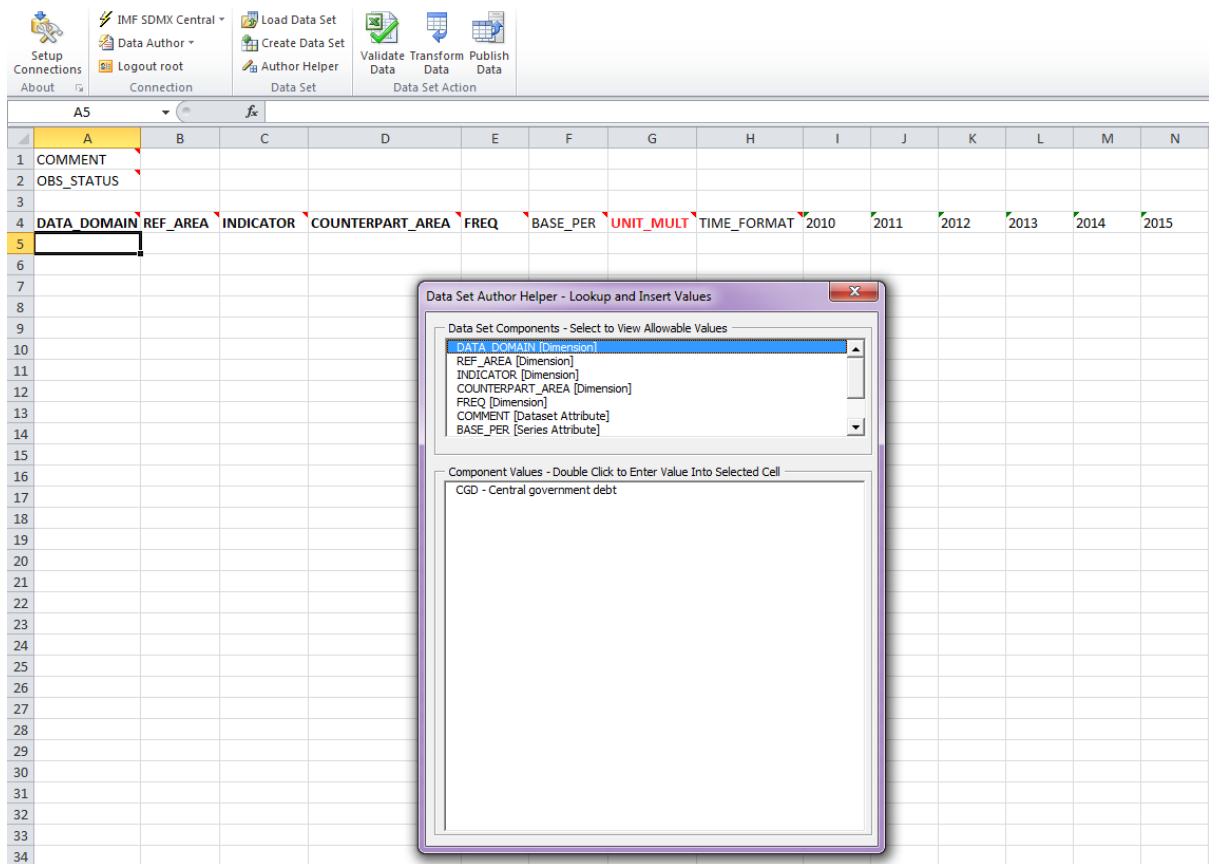 IMF SDMX Central Load Data Set
Data Author Create Data Set
Setup Connections Logout root Author Helper Validate Data Transform Data Publish Data
About Connection Data Set Data Set Action
A5 fx
A B C D E F G H I J K L M N
1 COMMENT
2 OBS_STATUS
3
4 DATA_DOMAIN REF_AREA INDICATOR COUNTERPART_AREA FREQ BASE_PER UNIT_MULT TIME_FORMAT 2010 2011 2012 2013 2014 2015
5
6
7
8
9
10
11
12
13
14
15
16
17
18
19
20
21
22
23
24
25
26
27
28
29
30
31
32
33
34
Data Set Author Helper - Lookup and Insert Values
Data Set Components - Select to View Allowable Values
DATA_DOMAIN [Dimension]
REF_AREA [Dimension]
INDICATOR [Dimension]
COUNTERPART_AREA [Dimension]
FREQ [Dimension]
COMMENT [Dataset Attribute]
BASE_PER [Series Attribute]
Component Values - Double Click to Enter Value Into Selected Cell
CGD - Central government debt